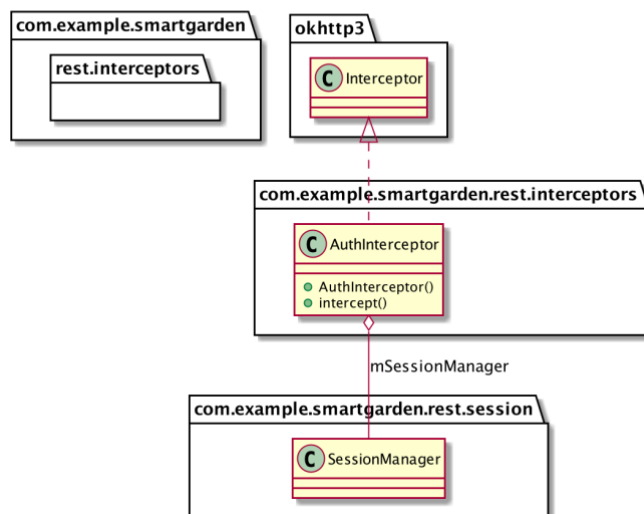 com.example.smartgarden
rest.interceptors
okhttp3
C Interceptor
com.example.smartgarden.rest.interceptors
C AuthInterceptor
AuthInterceptor()
intercept()
mSessionManager
com.example.smartgarden.rest.session
C SessionManager